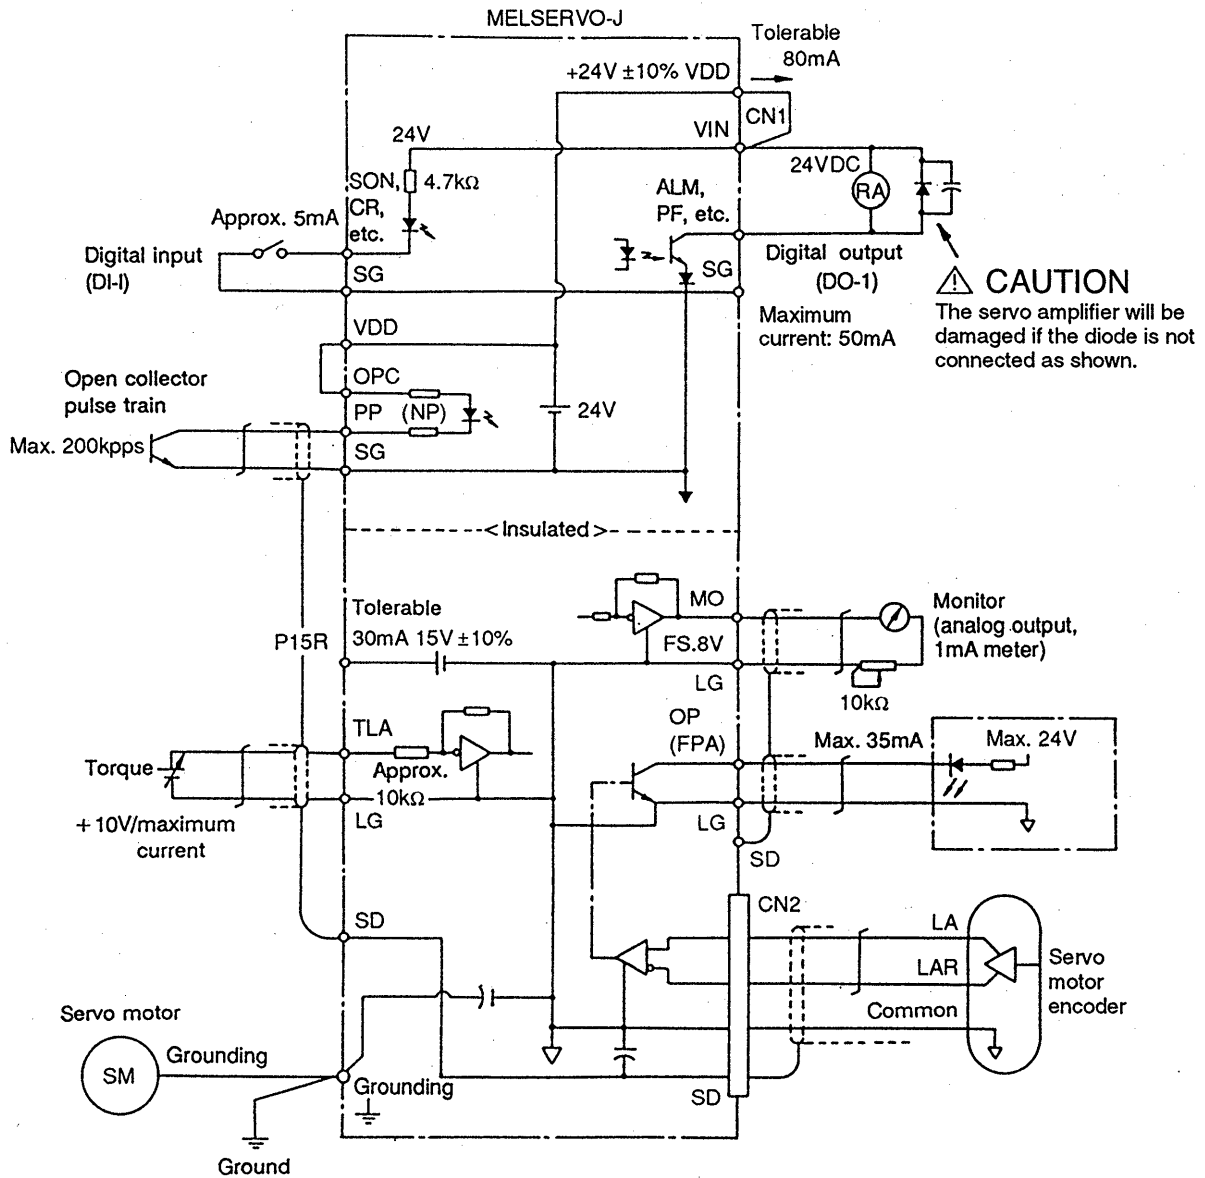 MELSERVO-J
Tolerable
80mA
+24V ±10% VDD
CN1
VIN
24V
24VDC
RA
SON,
4.7kΩ
CR,
etc.
ALM,
PF, etc.
Approx. 5mA
Digital input
(DI-I)
SG
SG
Digital output
(DO-1)
CAUTION
The servo amplifier will be
damaged if the diode is not
connected as shown.
Maximum
current: 50mA
VDD
OPC
Open collector
pulse train
PP (NP)
24V
Max. 200kpps
SG
<Insulated>
MO
Monitor
(analog output,
1mA meter)
Tolerable
30mA 15V ±10%
P15R
FS.8V
LG
10kΩ
TLA
OP
(FPA)
Max. 35mA
Max. 24V
Torque
Approx.
10kΩ
LG
LG
+10V/maximum
current
SD
SD
CN2
LA
LAR
Servo
motor
encoder
Common
Servo motor
SM
Grounding
Grounding
SD
Ground